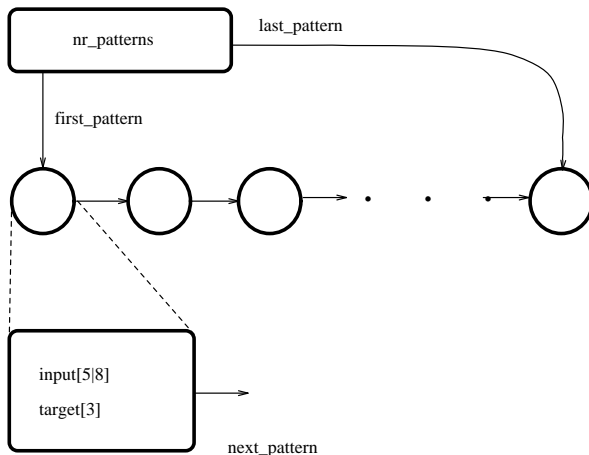 last_pattern
nr_patterns
first_pattern
input[5|8]
target[3]
next_pattern